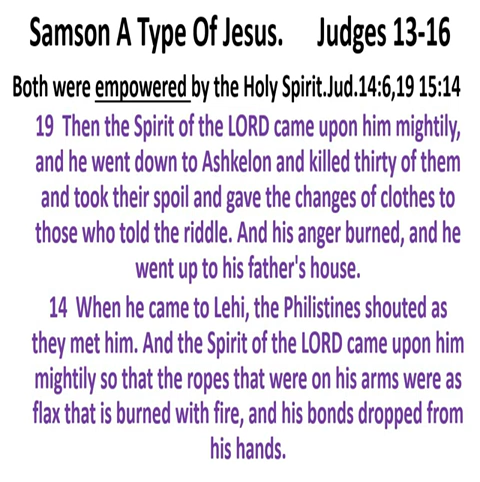 Samson A Type Of Jesus.    Judges 13-16
Both were empowered by the Holy Spirit.Jud.14:6,19 15:14
19  Then the Spirit of the LORD came upon him mightily,
and he went down to Ashkelon and killed thirty of them
and took their spoil and gave the changes of clothes to
those who told the riddle. And his anger burned, and he
went up to his father's house.
14  When he came to Lehi, the Philistines shouted as
they met him. And the Spirit of the LORD came upon him
mightily so that the ropes that were on his arms were as
flax that is burned with fire, and his bonds dropped from
his hands.